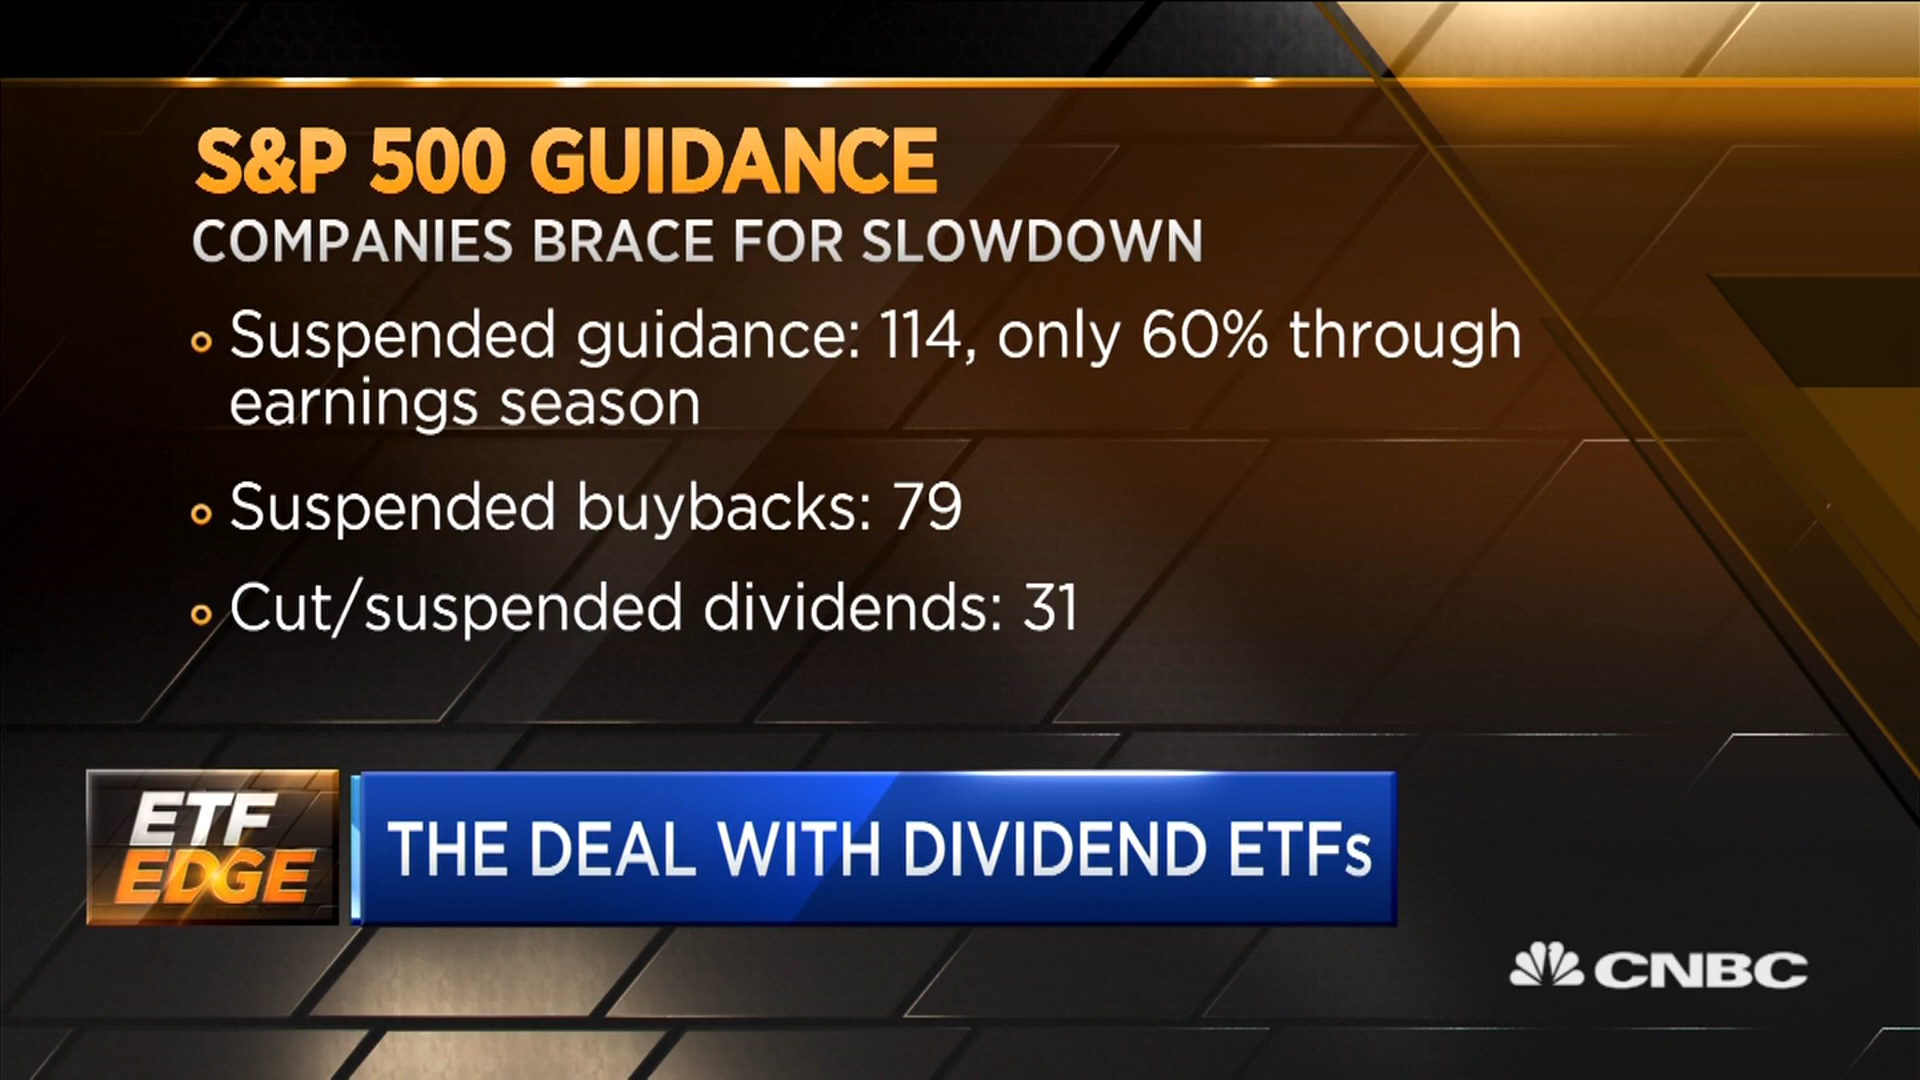 S&P 500 GUIDANCE
COMPANIES BRACE FOR SLOWDOWN
Suspended guidance: 114, only 60% through
earnings season
Suspended buybacks: 79
Cut/suspended dividends: 31
ETF
EDGE
THE DEAL WITH DIVIDEND ETFs
CNBC